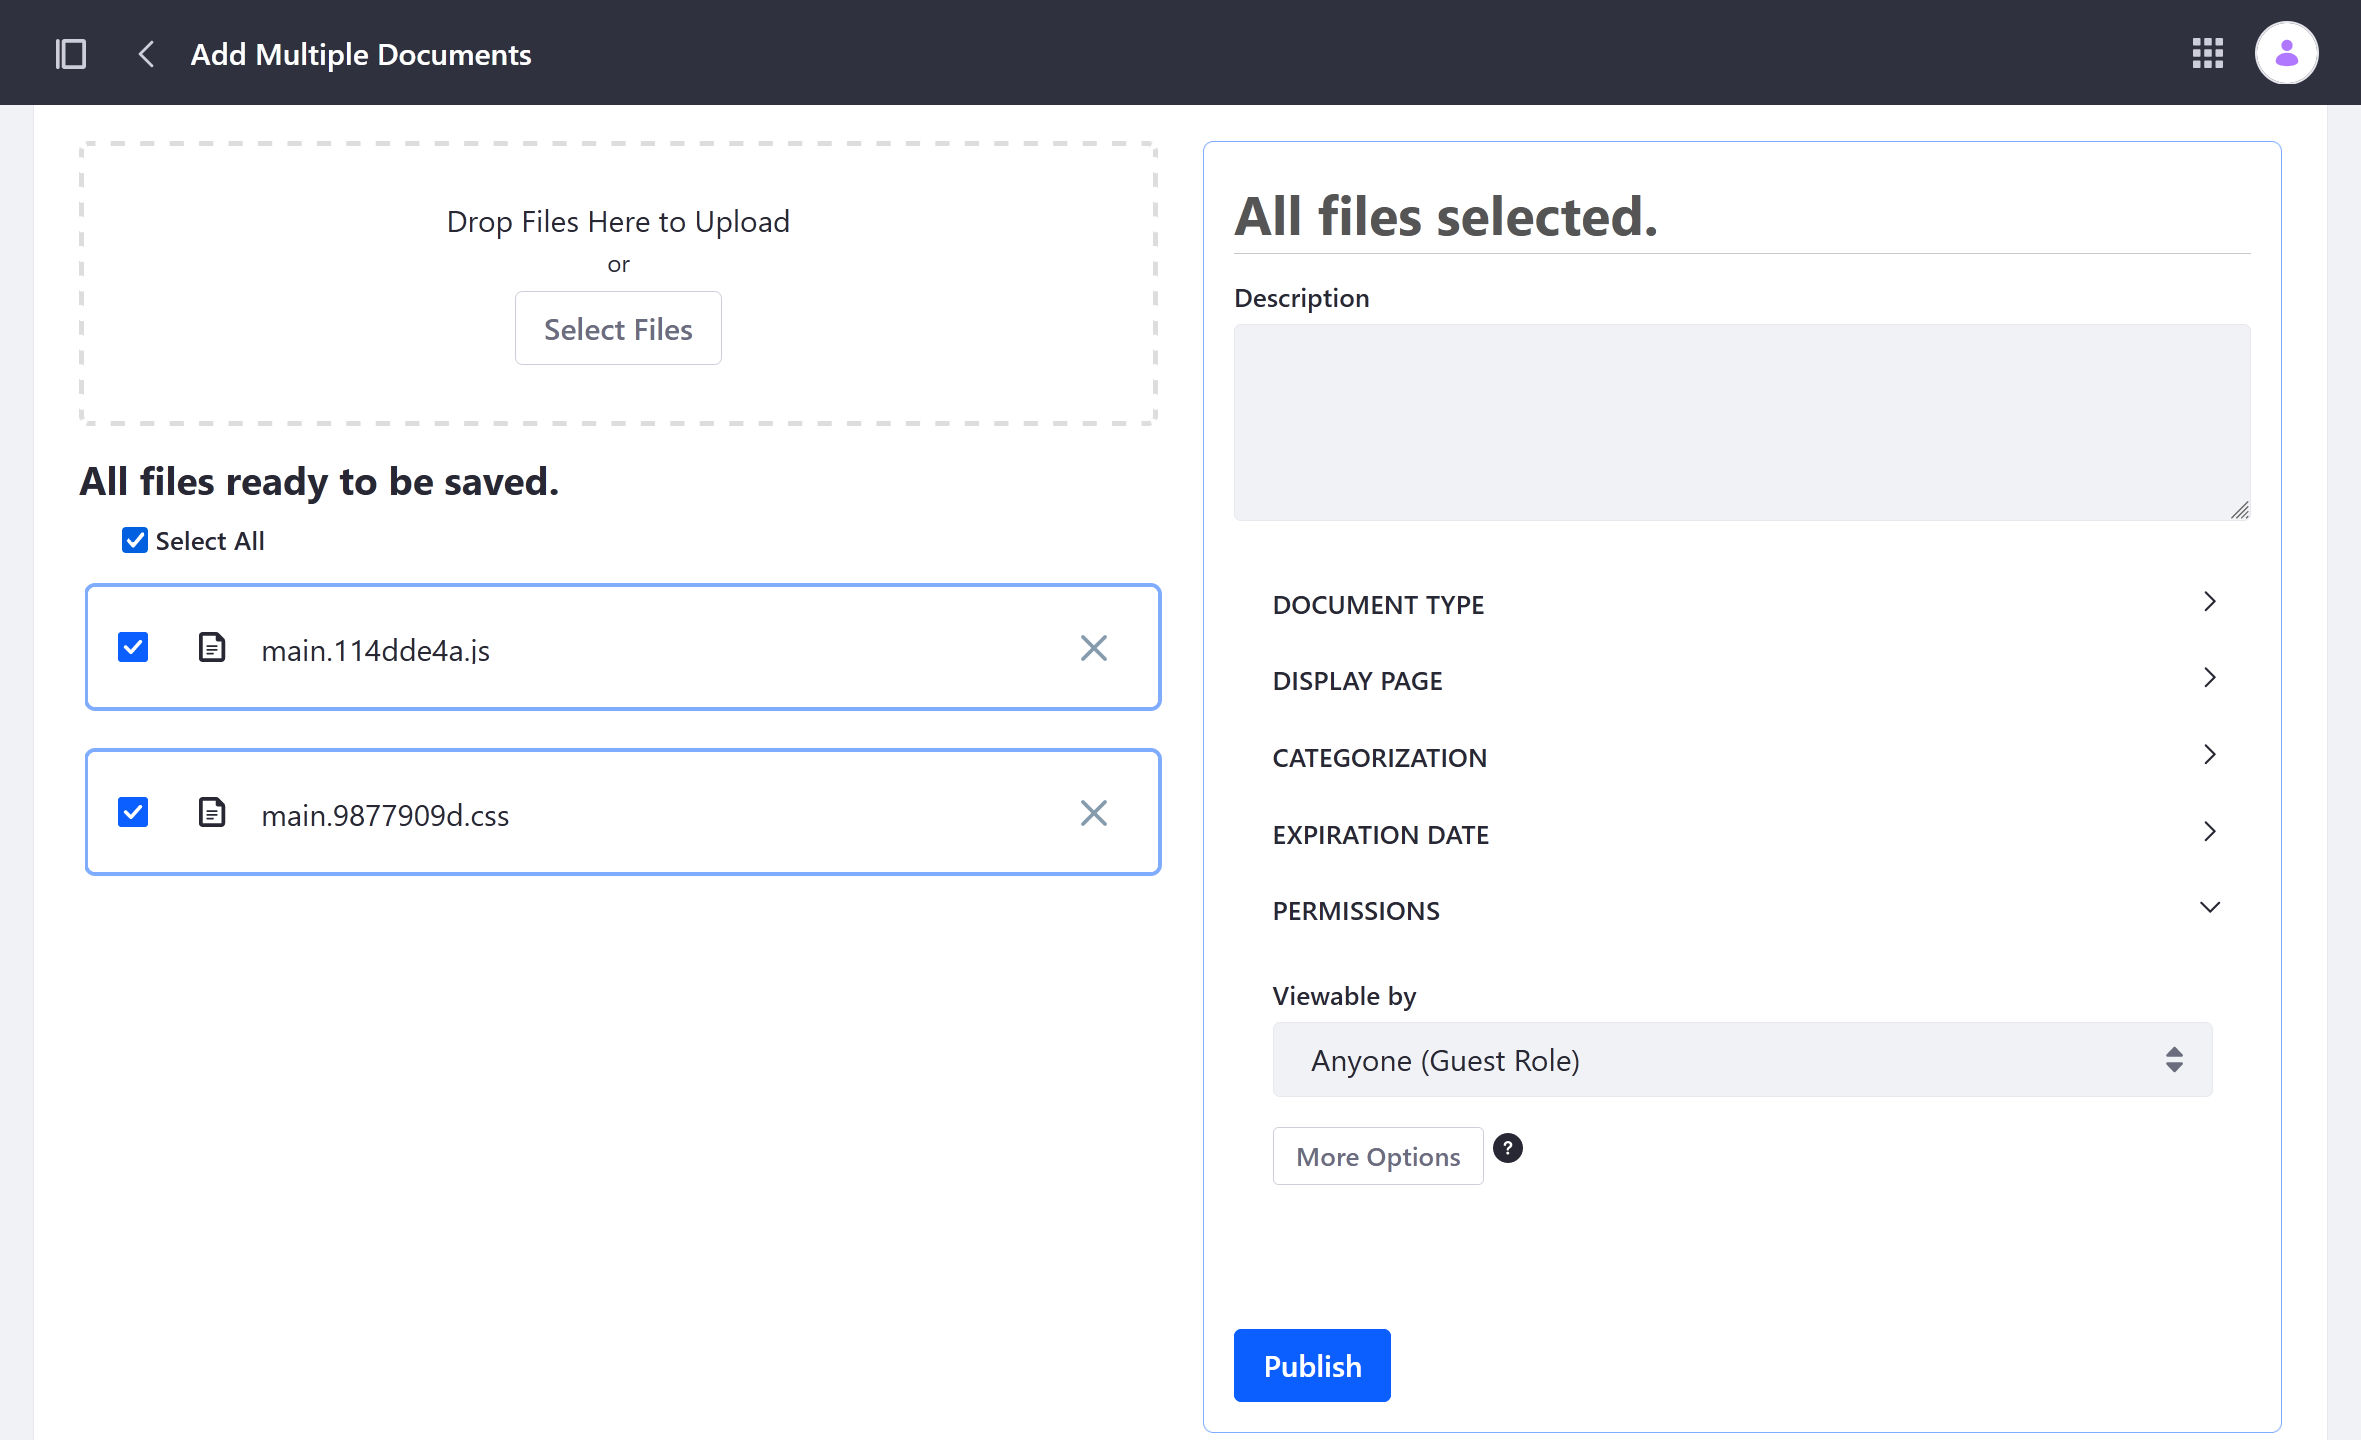 Add Multiple Documents
Drop Files Here to Upload
or
Select Files
All files ready to be saved.
Select All
main.114dde4a.js
main.9877909d.css
All files selected.
Description
DOCUMENT TYPE
DISPLAY PAGE
CATEGORIZATION
EXPIRATION DATE
PERMISSIONS
Viewable by
Anyone (Guest Role)
More Options
?
Publish